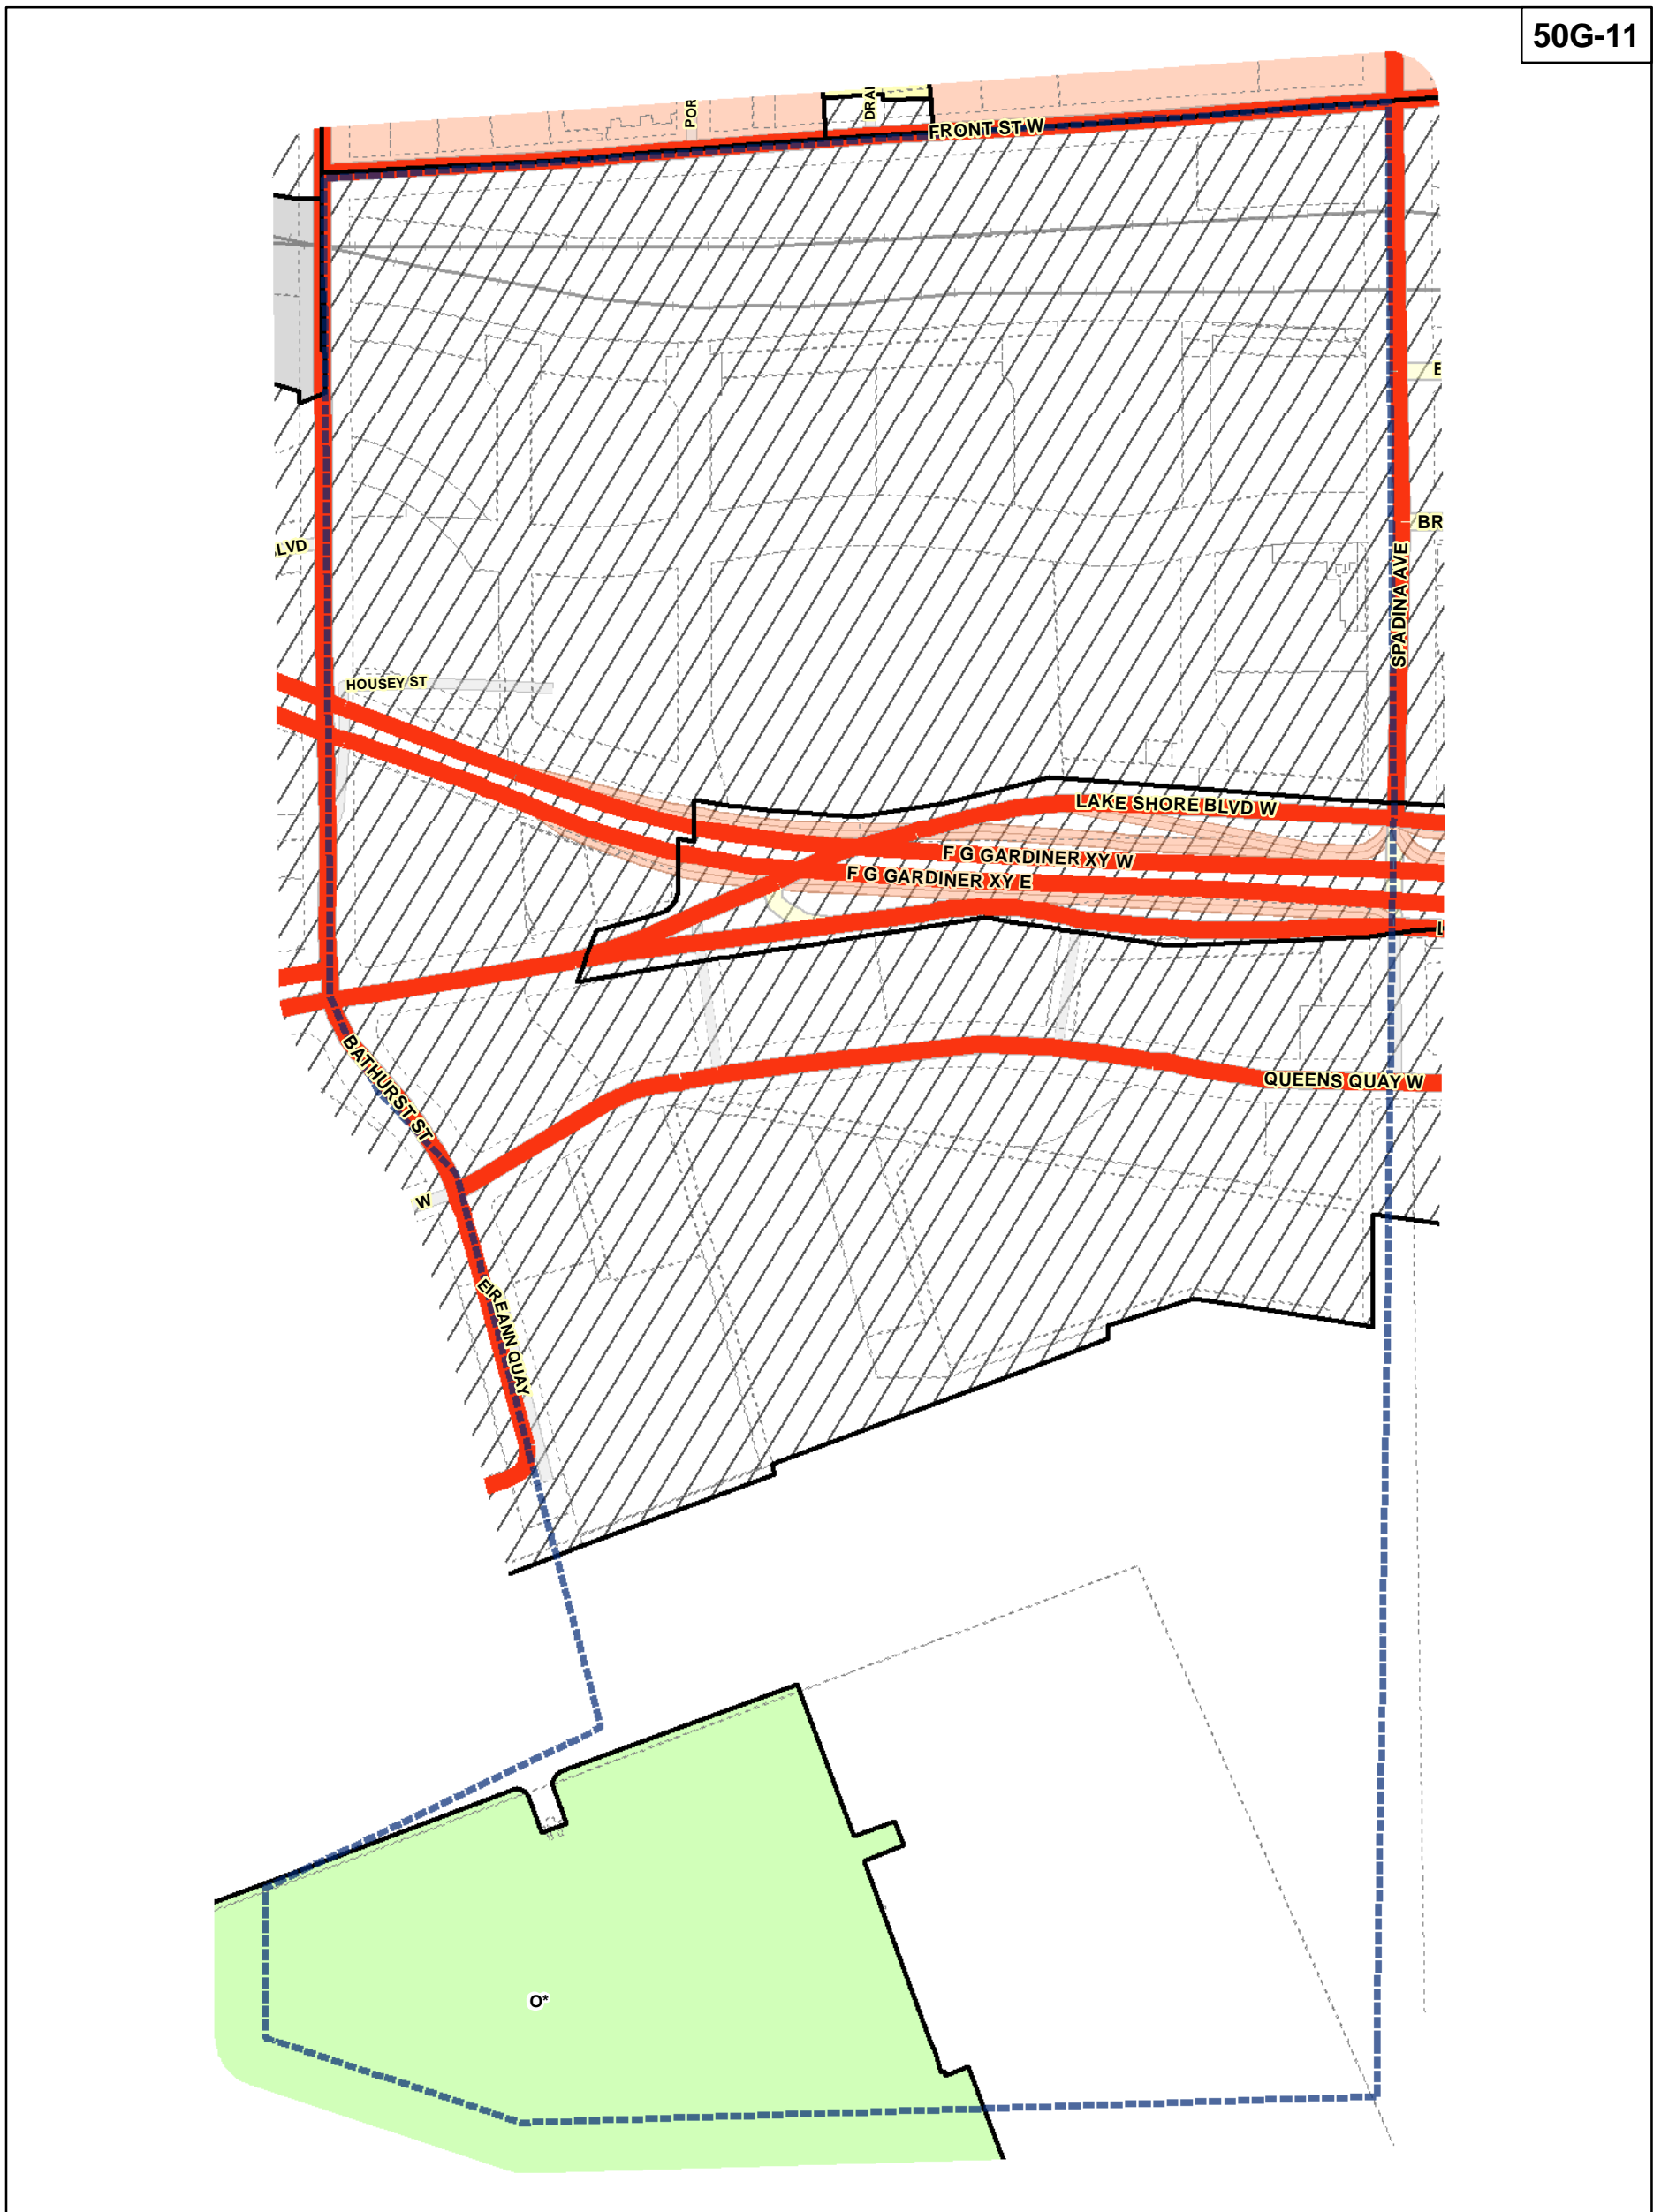 50G-11
POR
DRAI
FRONT ST W
E
BR
LVD
SPADINA AVE
HOUSEY ST
LAKE SHORE BLVD W
F G GARDINER XY W
F G GARDINER XY E
L
BATHURST ST
QUEENS QUAY W
W
EIREANN QUAY
O*